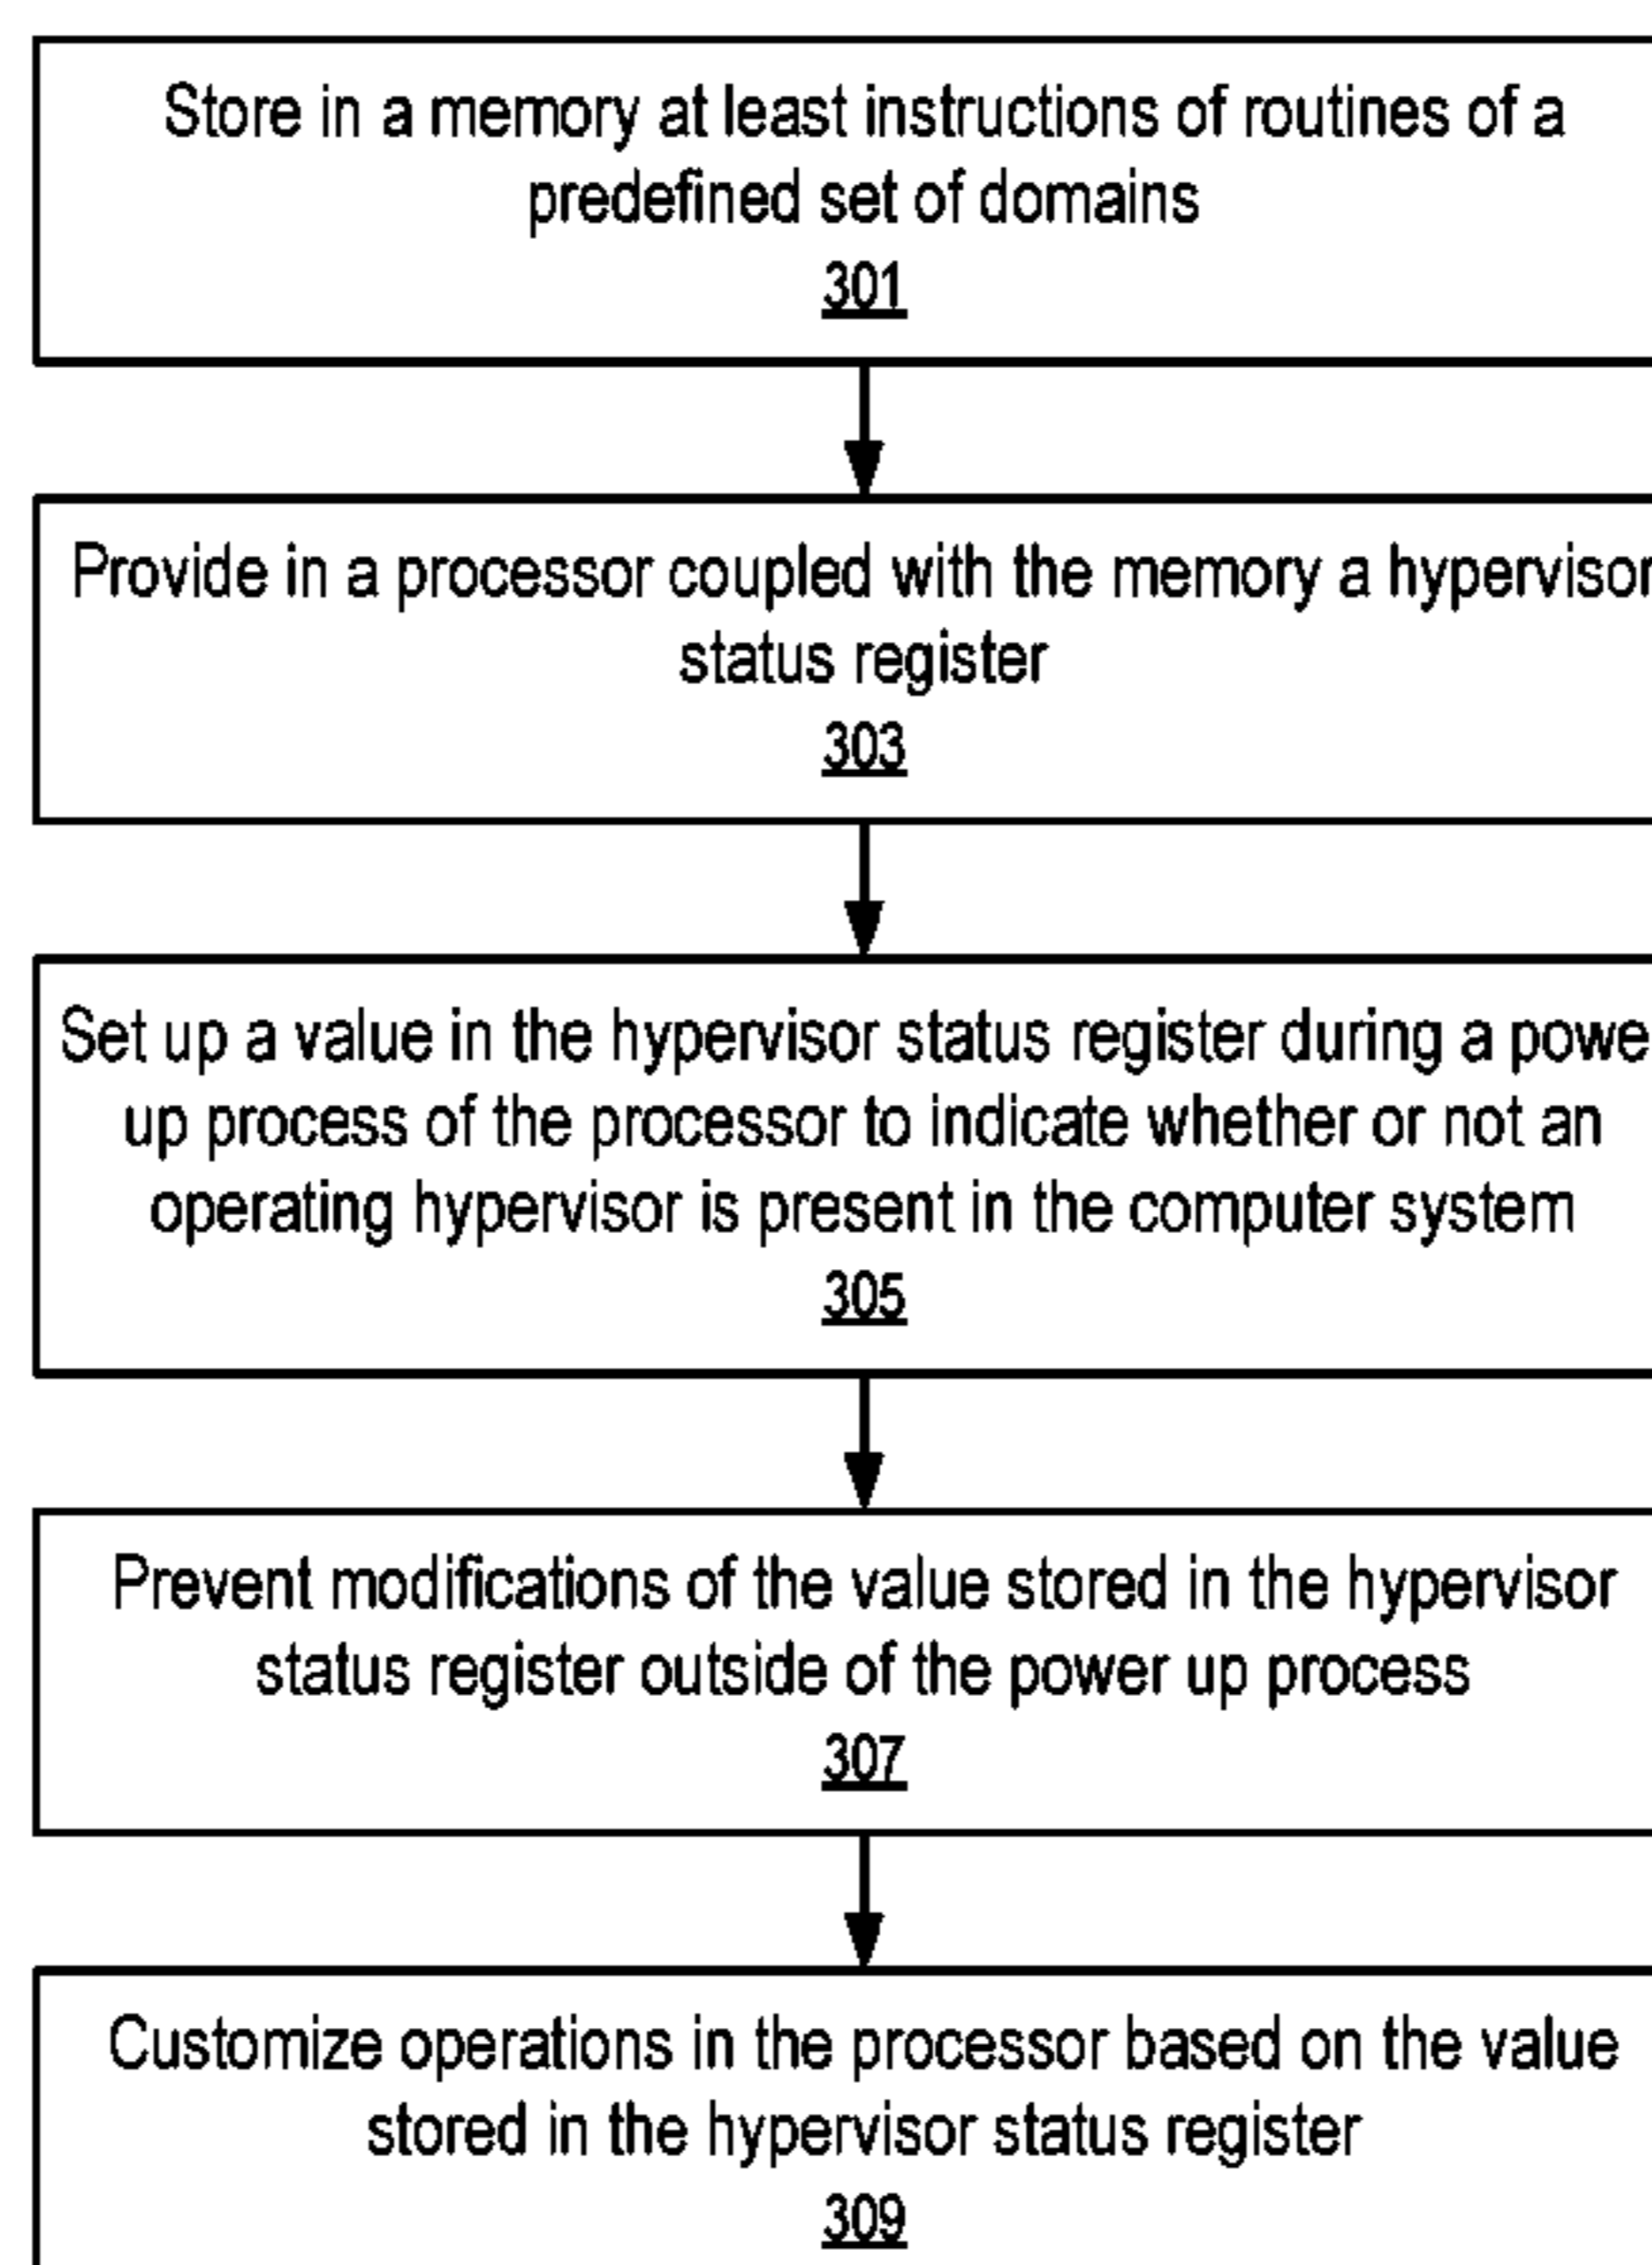 Store in a memory at least instructions of routines of a
predefined set of domains
301
Provide in a processor coupled with the memory a hypervisor
status register
303
Set up a value in the hypervisor status register during a powe
up process of the processor to indicate whether or not an
operating hypervisor is present in the computer system
305
Prevent modifications of the value stored in the hypervisor
status register outside of the power up process
307
Customize operations in the processor based on the value
stored in the hypervisor status register
309